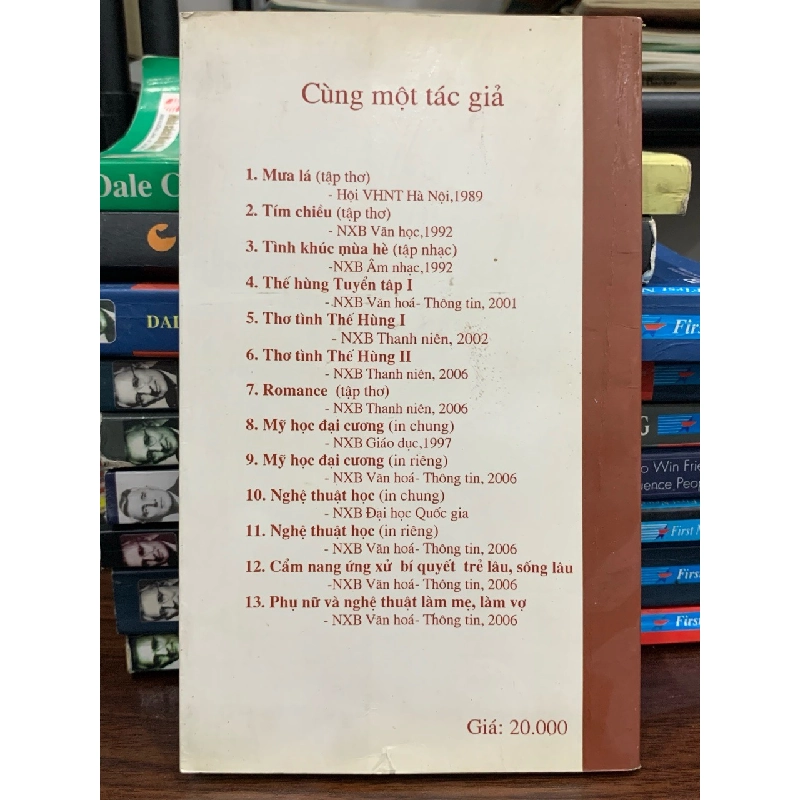 Cùng một tác giả
1. Mưa lá (tập thơ)
- Hội VHNT Hà Nội,1989
2. Tím chiều (tập thơ)
- NXB Văn học,1992
3. Tình khúc mùa hè (tập nhạc)
-NXB Âm nhạc,1992
4. Thế hùng Tuyển tập I
- NXB Văn hoá- Thông tin, 2001
5. Thơ tình Thế Hùng I
- NXB Thanh niên, 2002
6. Thơ tình Thế Hùng II
- NXB Thanh niên, 2006
7. Romance (tập thơ)
- NXB Thanh niên, 2006
8. Mỹ học đại cương (in chung)
- NXB Giáo dục,1997
9. Mỹ học đại cương (in riêng)
- NXB Văn hoá- Thông tin, 2006
10. Nghệ thuật học (in chung)
- NXB Đại học Quốc gia
11. Nghệ thuật học (in riêng)
- NXB Văn hoá- Thông tin, 2006
12. Cẩm nang ứng xử bí quyết trẻ lâu, sống lâu
-NXB Văn hoá- Thông tin, 2006
13. Phụ nữ và nghệ thuật làm mẹ, làm vợ
- NXB Văn hoá- Thông tin, 2006
Giá: 20.000
Dale C
DAL
First
G
o Win Frie
uence Peop
First N
First
First